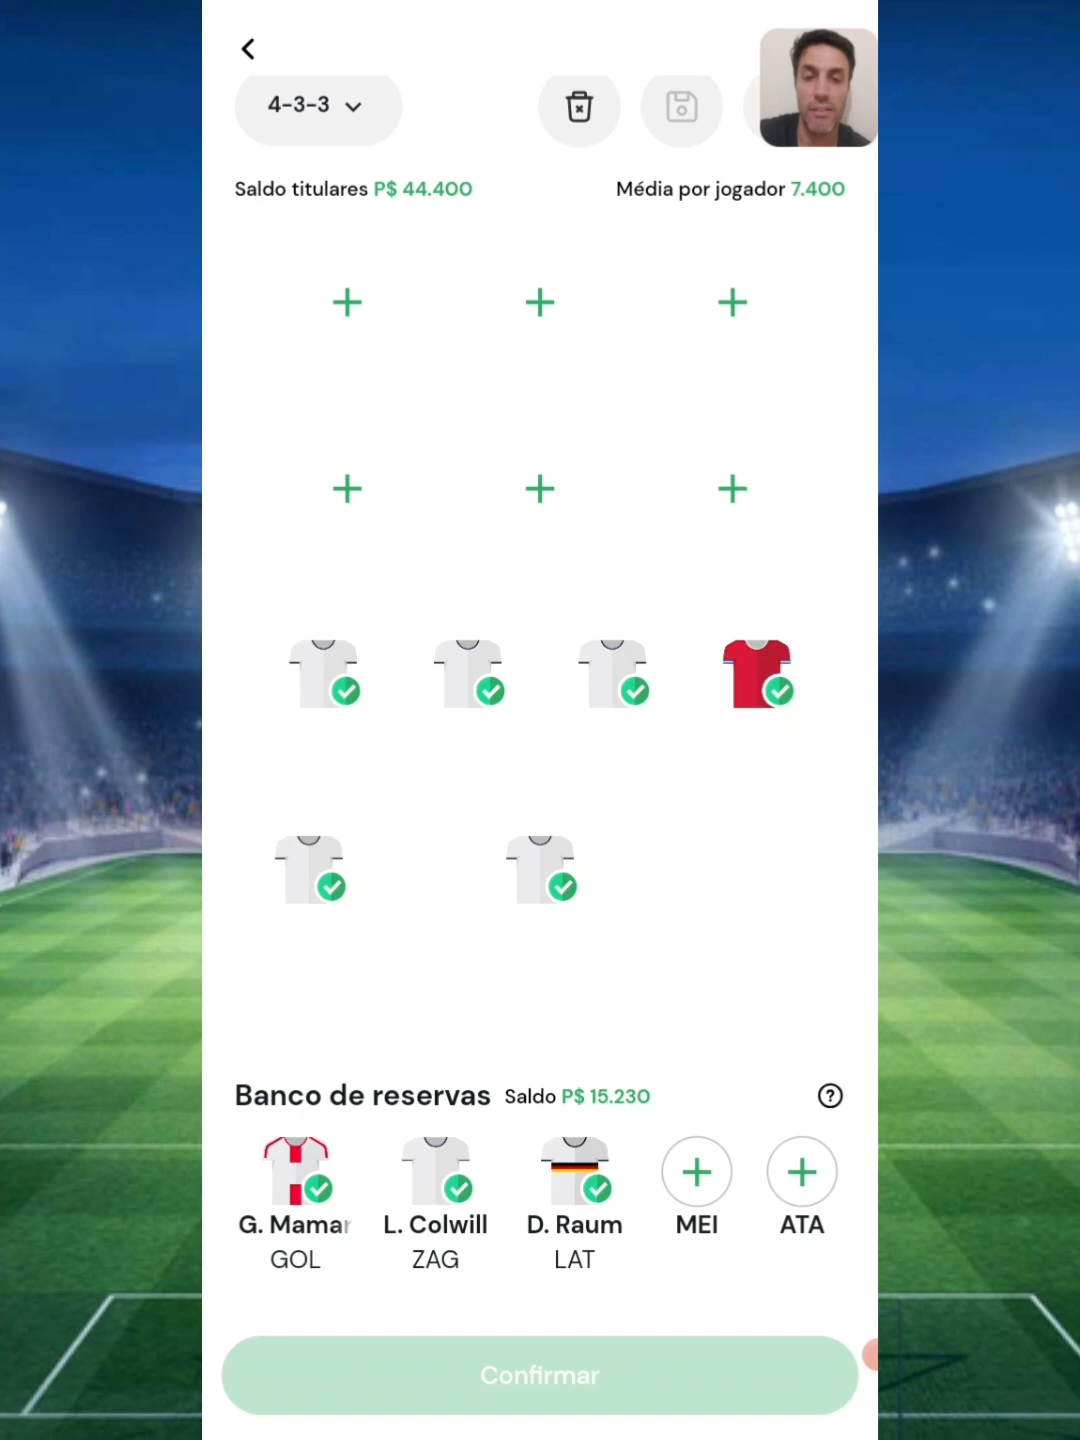 4-3-3
Saldo titulares P$ 44.400
Média por jogador 7.400
Banco de reservas Saldo P$ 15.230
G. Mamar
L. Colwill
D. Raum
MEI
ATA
GOL
ZAG
LAT
Confirmar